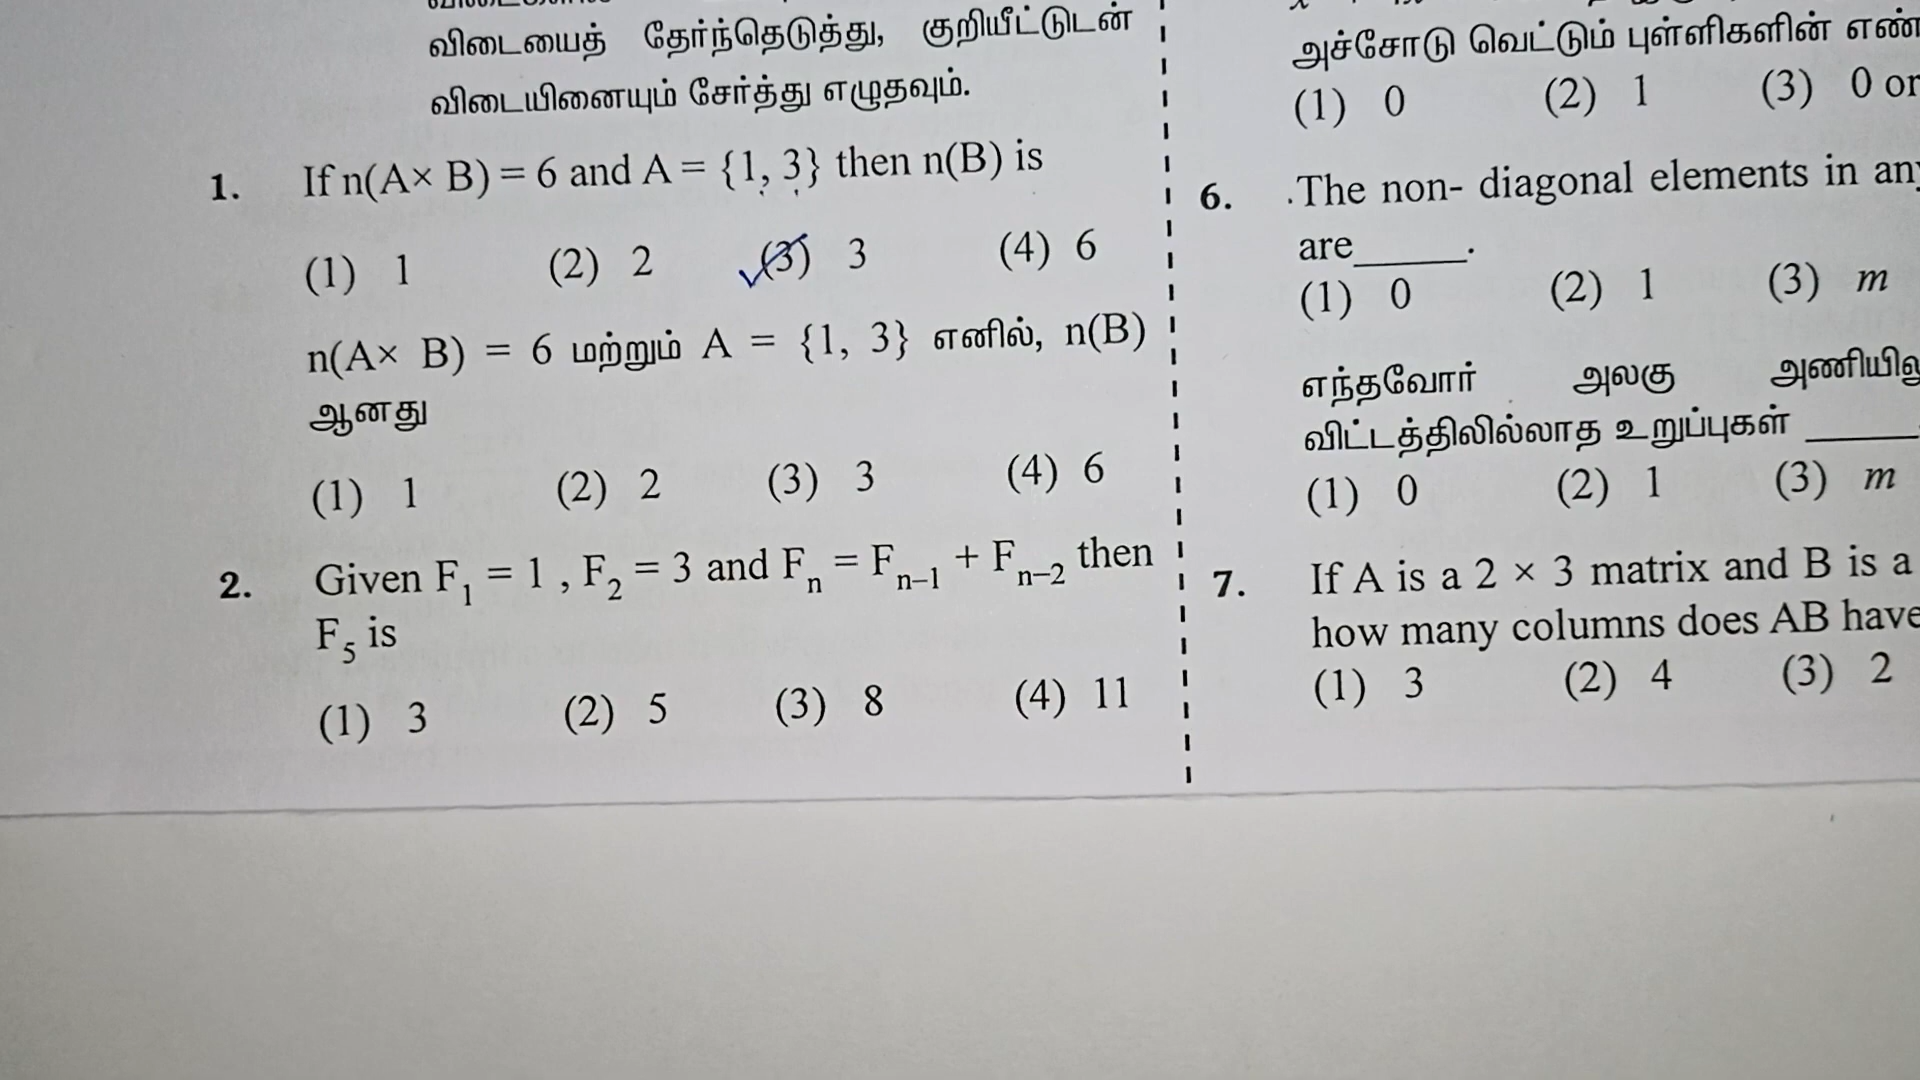 விடையைத் தேர்ந்தெடுத்து, குறியீட்டுடன்
விடையினையும் சேர்த்து எழுதவும்.
1. If n(A× B) = 6 and A = {1, 3} then n(B) is
(1) 1 (2) 2 (3) 3 (4) 6
n(A× B) = 6 மற்றும் A = {1, 3} எனில், n(B)
ஆனது
(1) 1 (2) 2 (3) 3 (4) 6
2. Given F₁ = 1 , F₂ = 3 and Fₙ = Fₙ₋₁ + Fₙ₋₂ then
F₅ is
(1) 3 (2) 5 (3) 8 (4) 11
அச்சோடு வெட்டும் புள்ளிகளின்
(1) 0 (2) 1 (3) 0 or
6. The non- diagonal elements in
are_____.
(1) 0 (2) 1 (3) m
எந்தவோர் அலகு
விட்டத்திலில்லாத உறுப்புகள் _____
(1) 0 (2) 1 (3) m
7. If A is a 2 × 3 matrix and B is a
how many columns does AB have
(1) 3 (2) 4 (3) 2